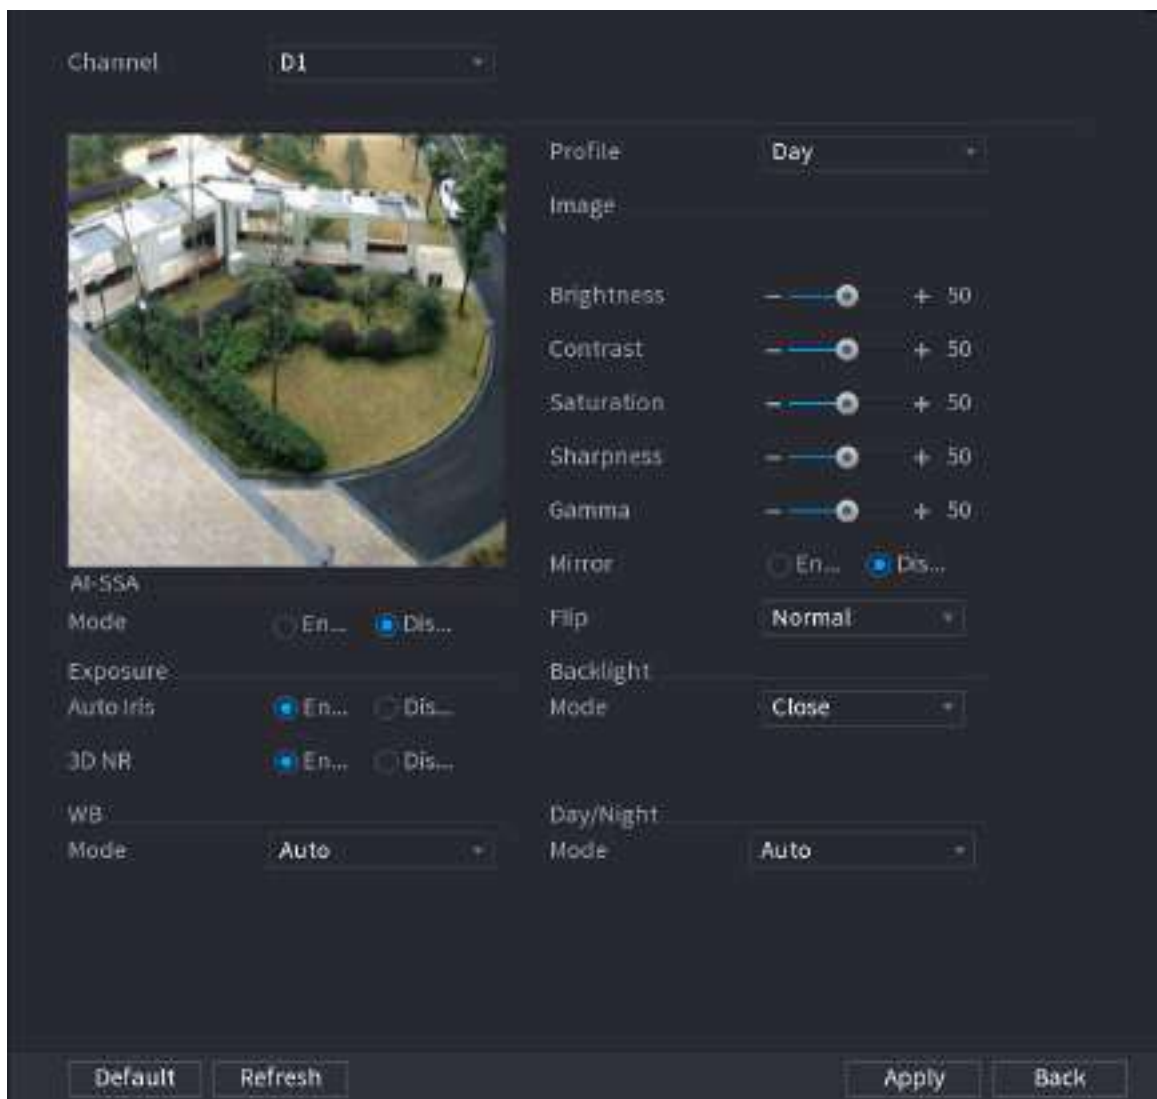 Channel D1
Profile Day
Image
Brightness - + 50
Contrast - + 50
Saturation - + 50
Sharpness - + 50
Gamma - + 50
Mirror En... Dis...
Flip Normal
AI-SSA
Mode En... Dis...
Exposure
Auto Iris En... Dis...
3D NR En... Dis...
Backlight
Mode Close
WB
Mode Auto
Day/Night
Mode Auto
Default Refresh Apply Back